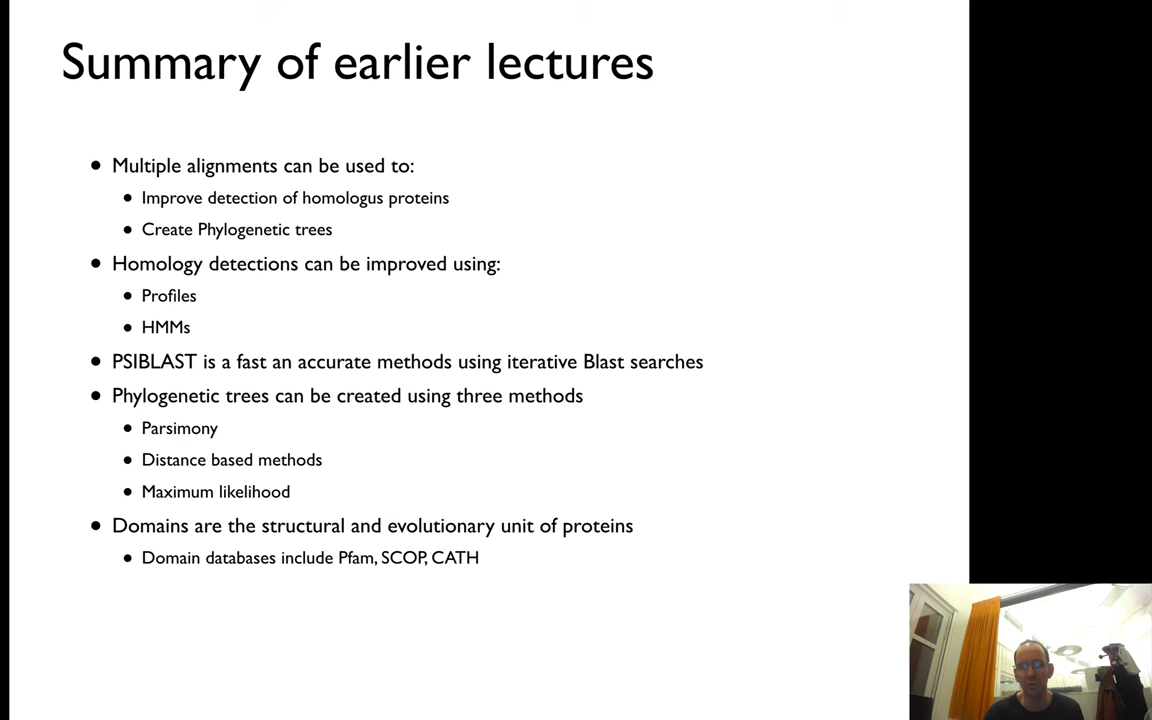 Summary of earlier lectures
• Multiple alignments can be used to:
• Improve detection of homologus proteins
• Create Phylogenetic trees
• Homology detections can be improved using:
• Profiles
• HMMs
• PSIBLAST is a fast an accurate methods using iterative Blast searches
• Phylogenetic trees can be created using three methods
• Parsimony
• Distance based methods
• Maximum likelihood
• Domains are the structural and evolutionary unit of proteins
• Domain databases include Pfam, SCOP, CATH